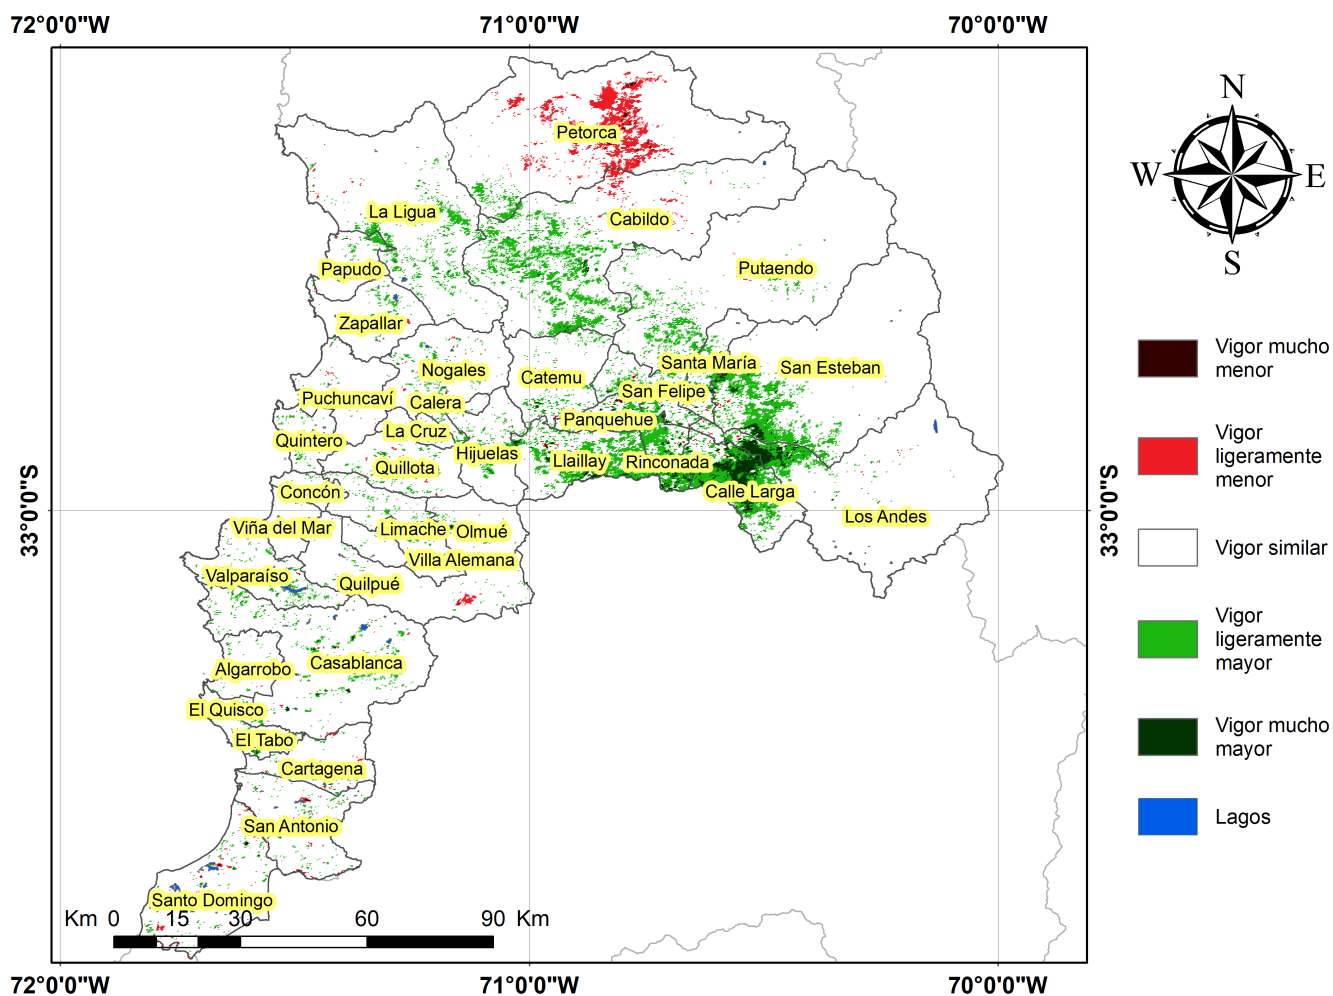 72°0'0"W 71°0'0"W 70°0'0"W
N
W E
S
Petorca
La Ligua
Cabildo
Papudo
Putaendo
Zapallar
Santa María
San Esteban
Nogales
Catemu
San Felipe
Puchuncaví
Calera
Panquehue
La Cruz
Quintero
Hijuelas
Llaillay
Rinconada
Quillota
Concón
Calle Larga
Los Andes
Viña del Mar
Limache
Olmué
Villa Alemana
Valparaíso
Quilpué
Algarrobo
Casablanca
El Quisco
El Tabo
Cartagena
San Antonio
Santo Domingo
33°0'0"S
33°0'0"S
Km 0 15 30 60 90 Km
72°0'0"W 71°0'0"W 70°0'0"W
Vigor mucho
menor
Vigor
ligeramente
menor
Vigor similar
Vigor
ligeramente
mayor
Vigor mucho
mayor
Lagos